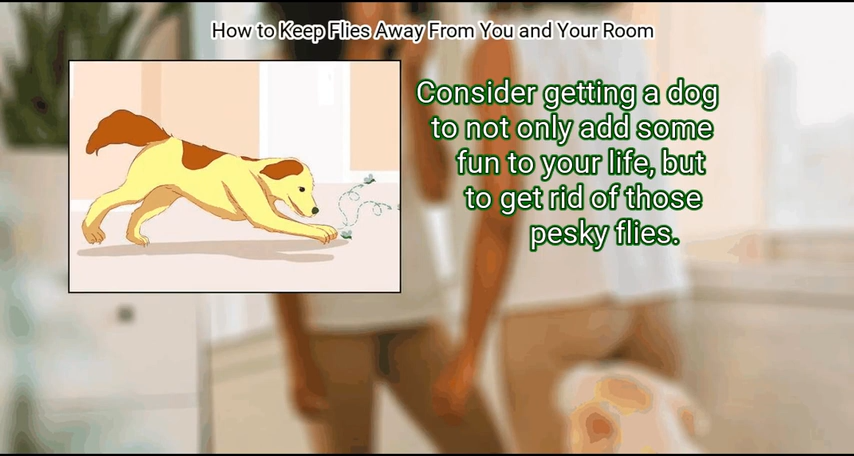 How to Keep Flies Away From You and Your Room
Consider getting a dog
to not only add some
fun to your life, but
to get rid of those
pesky flies.